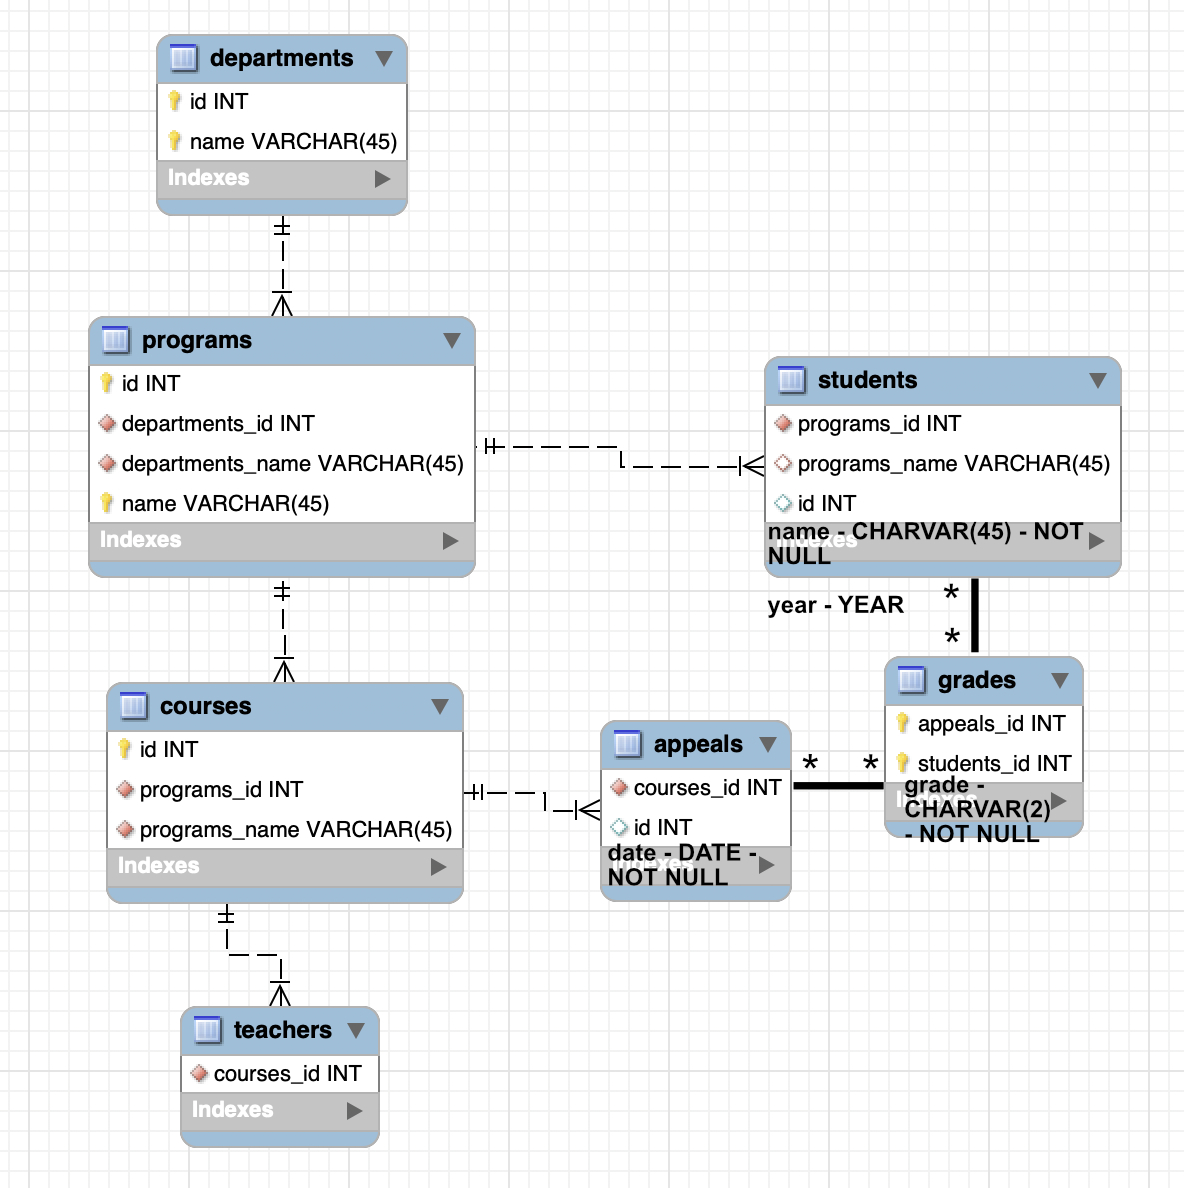 departments
id INT
name VARCHAR(45)
Indexes
programs
id INT
departments_id INT
departments_name VARCHAR(45)
name VARCHAR(45)
Indexes
students
programs_id INT
programs_name VARCHAR(45)
id INT
Indexes
name - CHARVAR(45) - NOT
NULL
year - YEAR
*
*
courses
id INT
programs_id INT
programs_name VARCHAR(45)
Indexes
appeals
courses_id INT
id INT
Indexes
date - DATE -
NOT NULL
* *
grades
appeals_id INT
students_id INT
Indexes
grade -
CHARVAR(2)
- NOT NULL
teachers
courses_id INT
Indexes